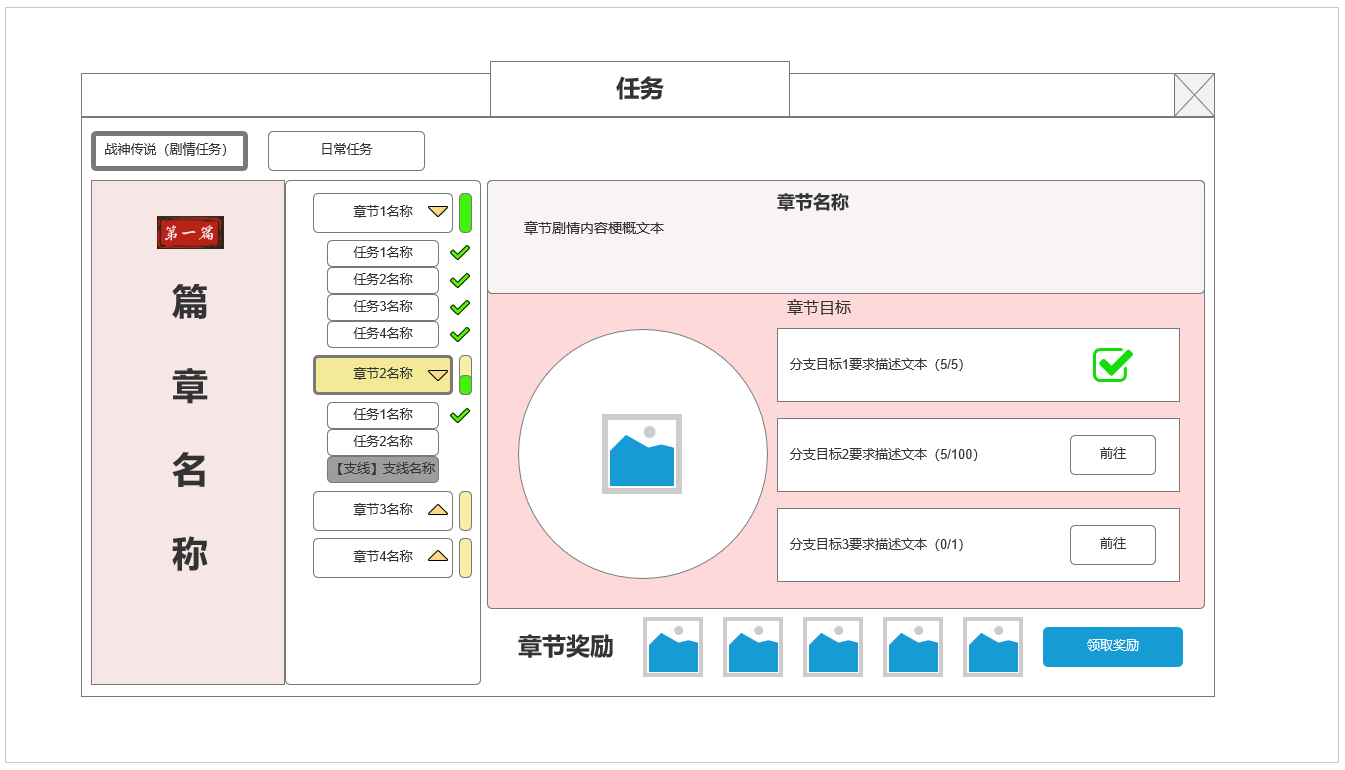 任务
战神传说（剧情任务）
日常任务
第一篇
篇
章
名
称
章节1名称
任务1名称
任务2名称
任务3名称
任务4名称
章节2名称
任务1名称
任务2名称
【支线】支线名称
章节3名称
章节4名称
章节名称
章节剧情内容梗概文本
章节目标
分支目标1要求描述文本（5/5）
分支目标2要求描述文本（5/100）
前往
分支目标3要求描述文本（0/1）
前往
章节奖励
领取奖励